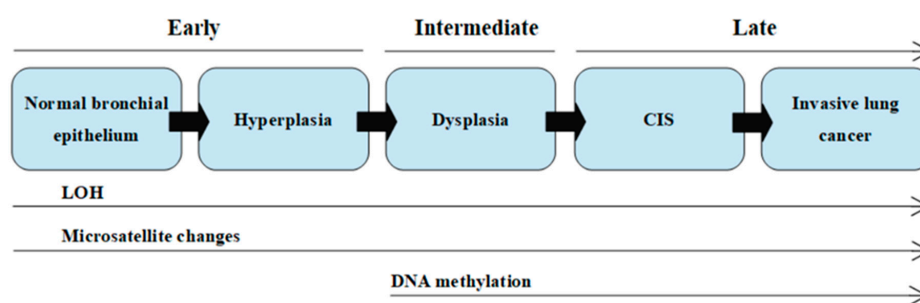 Early Intermediate Late
Normal bronchial
epithelium
Hyperplasia
Dysplasia
CIS
Invasive lung
cancer
LOH
Microsatellite changes
DNA methylation